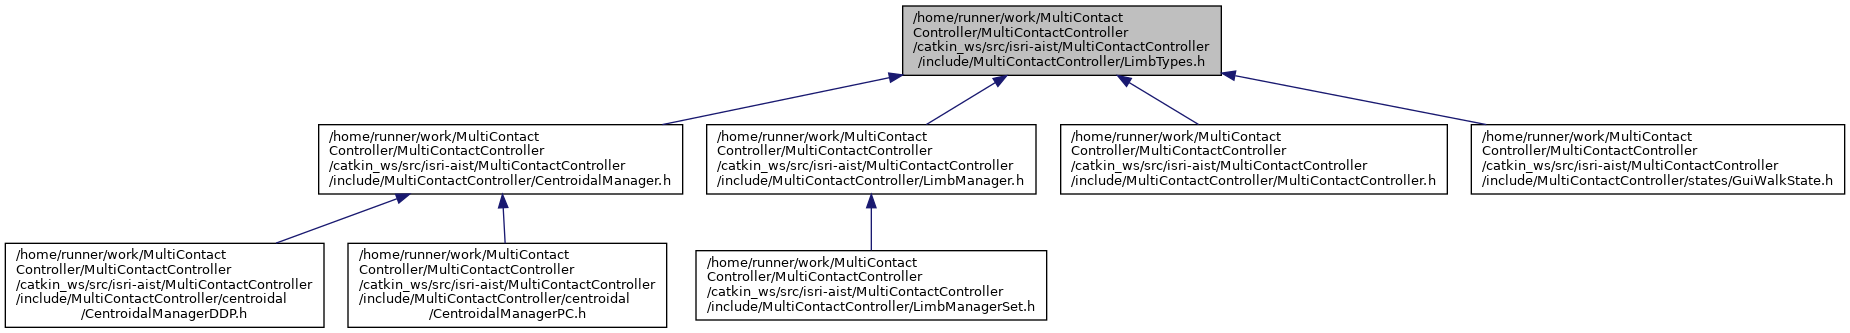 /home/runner/work/MultiContact
Controller/MultiContactController
/catkin_ws/src/isri-aist/MultiContactController
/include/MultiContactController/LimbTypes.h
/home/runner/work/MultiContact
Controller/MultiContactController
/catkin_ws/src/isri-aist/MultiContactController
/include/MultiContactController/CentroidalManager.h
/home/runner/work/MultiContact
Controller/MultiContactController
/catkin_ws/src/isri-aist/MultiContactController
/include/MultiContactController/LimbManager.h
/home/runner/work/MultiContact
Controller/MultiContactController
/catkin_ws/src/isri-aist/MultiContactController
/include/MultiContactController/MultiContactController.h
/home/runner/work/MultiContact
Controller/MultiContactController
/catkin_ws/src/isri-aist/MultiContactController
/include/MultiContactController/states/GuiWalkState.h
/home/runner/work/MultiContact
Controller/MultiContactController
/catkin_ws/src/isri-aist/MultiContactController
/include/MultiContactController/centroidal
/CentroidalManagerDDP.h
/home/runner/work/MultiContact
Controller/MultiContactController
/catkin_ws/src/isri-aist/MultiContactController
/include/MultiContactController/centroidal
/CentroidalManagerPC.h
/home/runner/work/MultiContact
Controller/MultiContactController
/catkin_ws/src/isri-aist/MultiContactController
/include/MultiContactController/LimbManagerSet.h